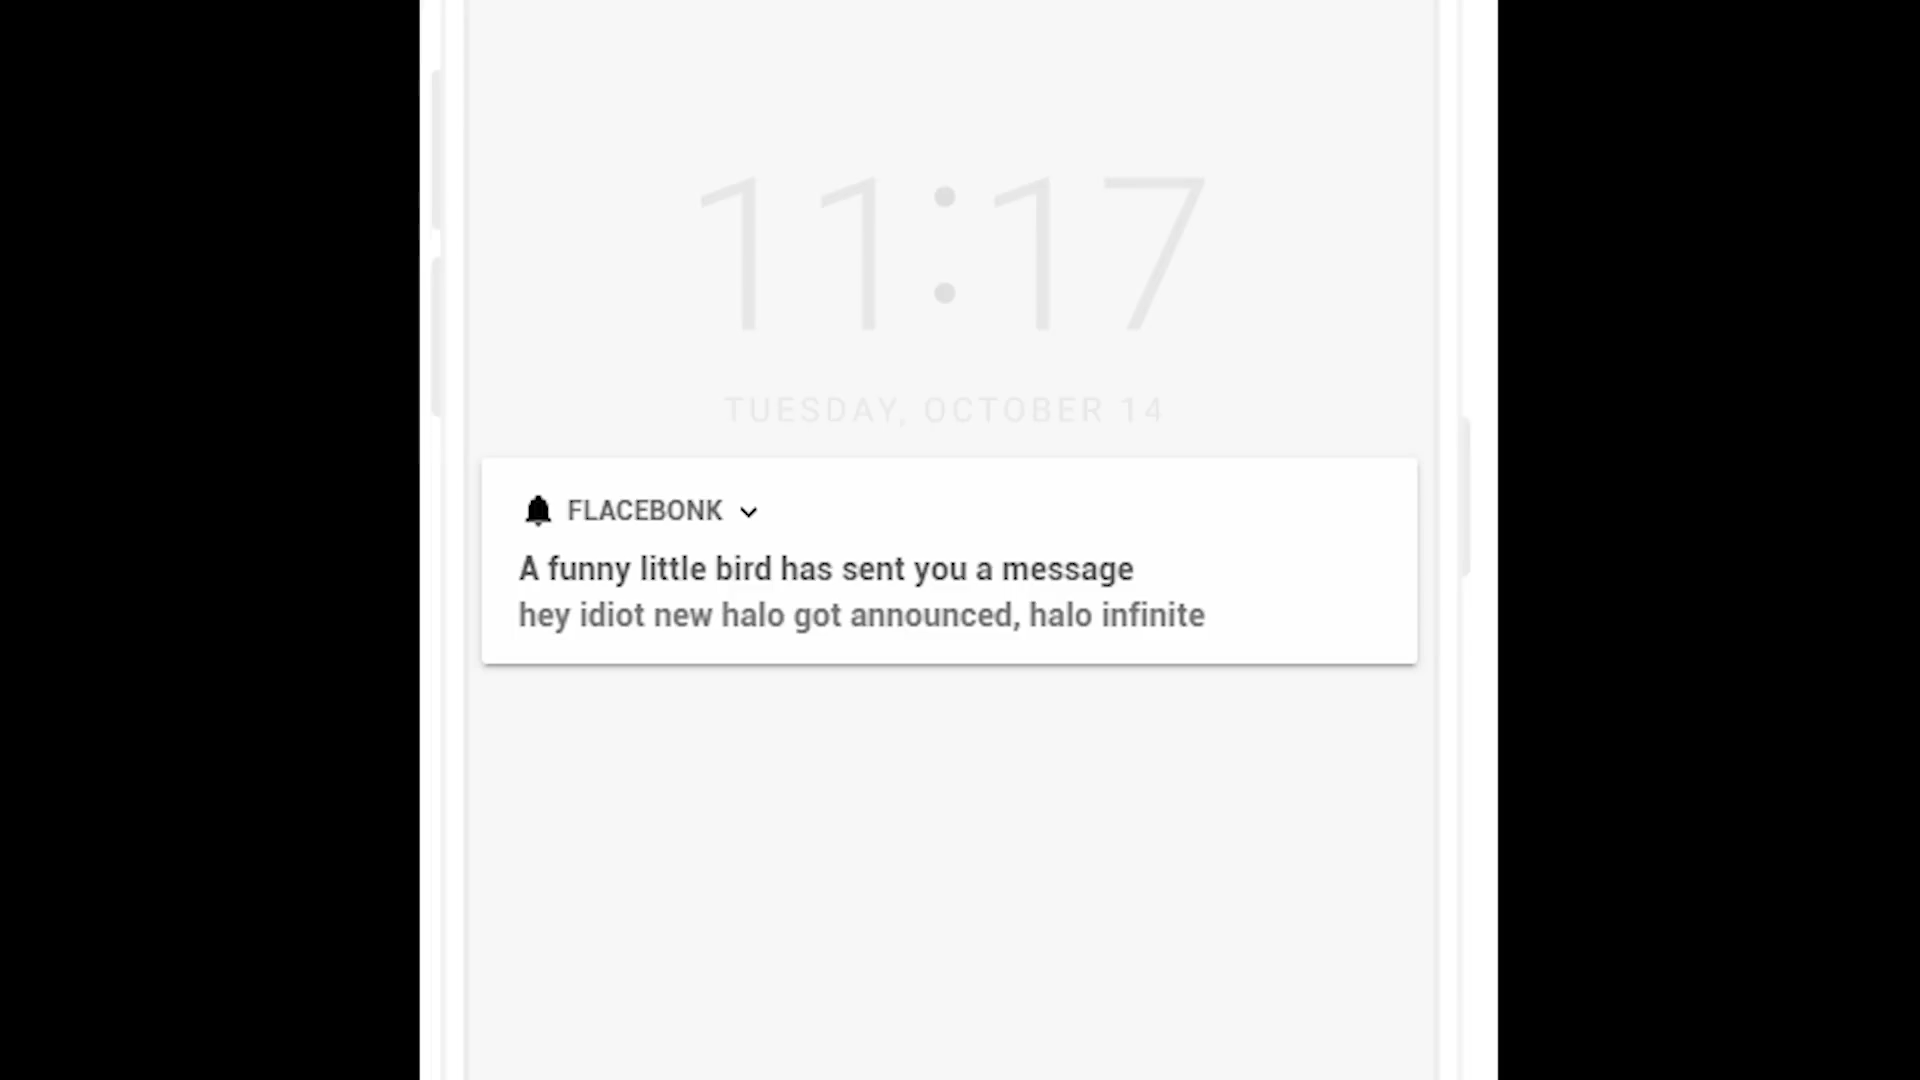 11:17
TUESDAY, OCTOBER 14
FLACEBONK
A funny little bird has sent you a message
hey idiot new halo got announced, halo infinite